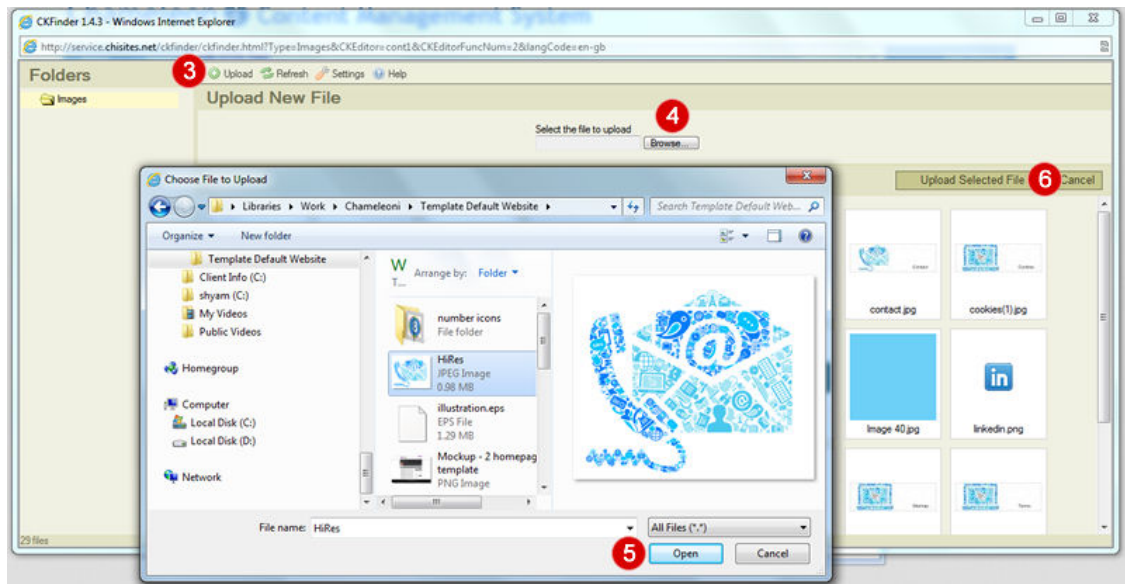 Content Management System
CKFinder 1.4.3 - Windows Internet Explorer
http://service.chisites.net/ckfinder/ckfinder.html?Type=Images&CKEditor=cont1&CKEditorFuncNum=2&langCode=en-gb
Folders
3 Upload Refresh Settings Help
Images
Upload New File
4
Select the file to upload
Browse...
Choose File to Upload
Upload Selected File 6 Cancel
Libraries Work Chameleoni Template Default Website
Search Template Default Web...
Organize New folder
Template Default Website
Client Info (C:)
shyam (C:)
My Videos
Public Videos
Homegroup
Computer
Local Disk (C:)
Local Disk (D:)
Network
W
T...
Arrange by: Folder
number icons
File folder
HiRes
JPEG Image
0.98 MB
illustration.eps
EPS File
1.29 MB
Mockup - 2 homepag
template
PNG Image
contact.jpg cookies(1).jpg
in
Image 40.jpg linkedin.png
File name: HiRes All Files (*.*)
5 Open Cancel
29 files